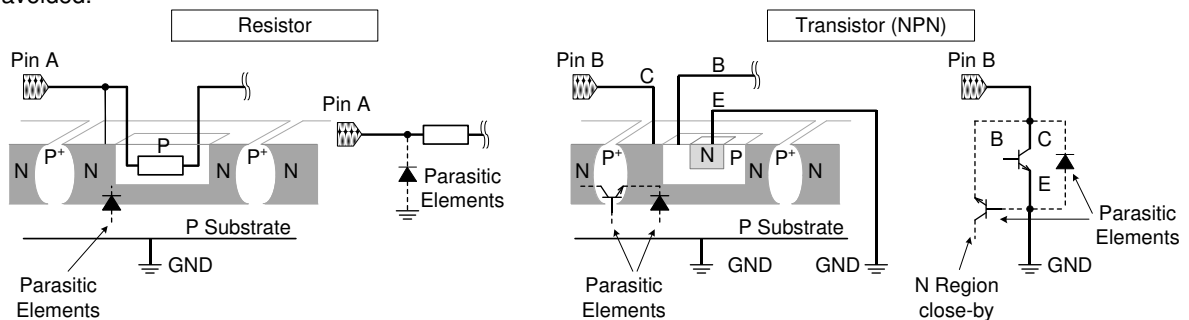 avoided.
Resistor
Transistor (NPN)
Pin A
Pin A
P
N
P+
N
N
P+
N
Parasitic
Elements
P Substrate
GND
Parasitic
Elements
Pin B
C
B
E
N
P+
N
N
P
P+
N
P Substrate
GND
GND
Parasitic
Elements
Pin B
B
C
E
Parasitic
Elements
GND
N Region
close-by